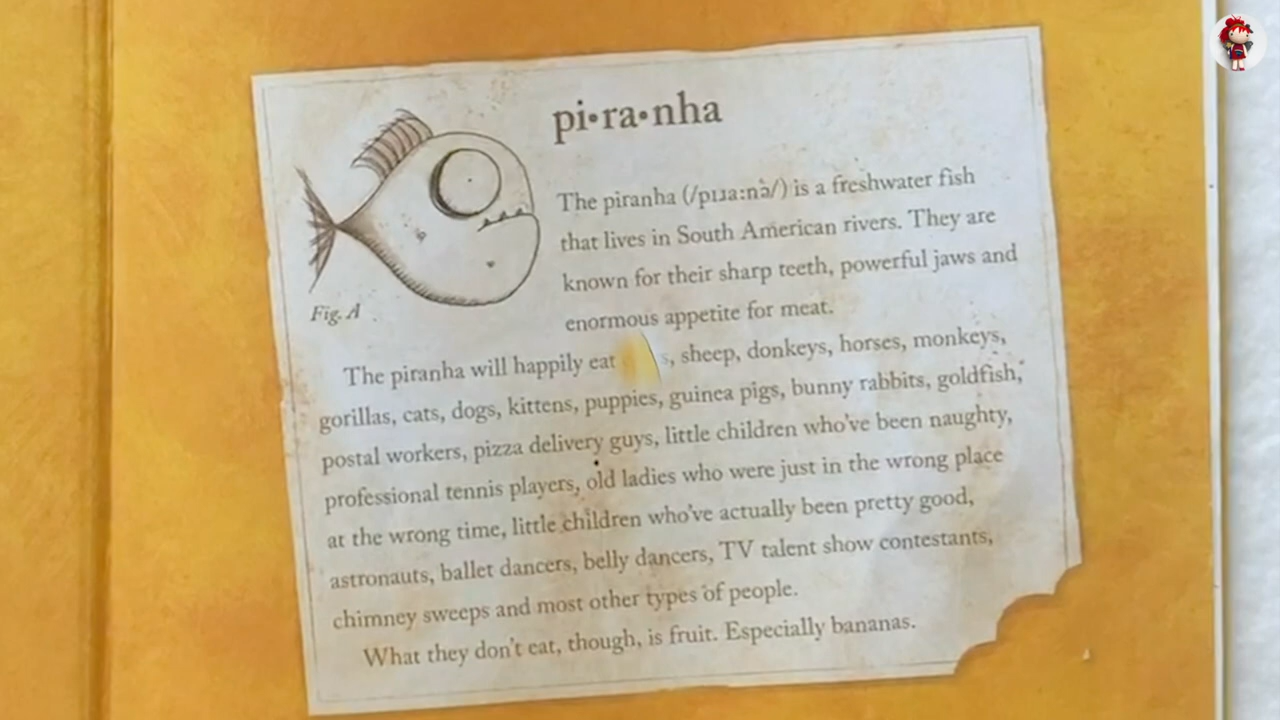 pi•ra•nha
The piranha (/pɪɹa:nə/) is a freshwater fish
that lives in South American rivers. They are
known for their sharp teeth, powerful jaws and
enormous appetite for meat.
Fig. A
The piranha will happily eat , sheep, donkeys, horses, monkeys,
gorillas, cats, dogs, kittens, puppies, guinea pigs, bunny rabbits, goldfish,
postal workers, pizza delivery guys, little children who've been naughty,
professional tennis players, old ladies who were just in the wrong place
at the wrong time, little children who've actually been pretty good,
astronauts, ballet dancers, belly dancers, TV talent show contestants,
chimney sweeps and most other types of people.
What they don't eat, though, is fruit. Especially bananas.